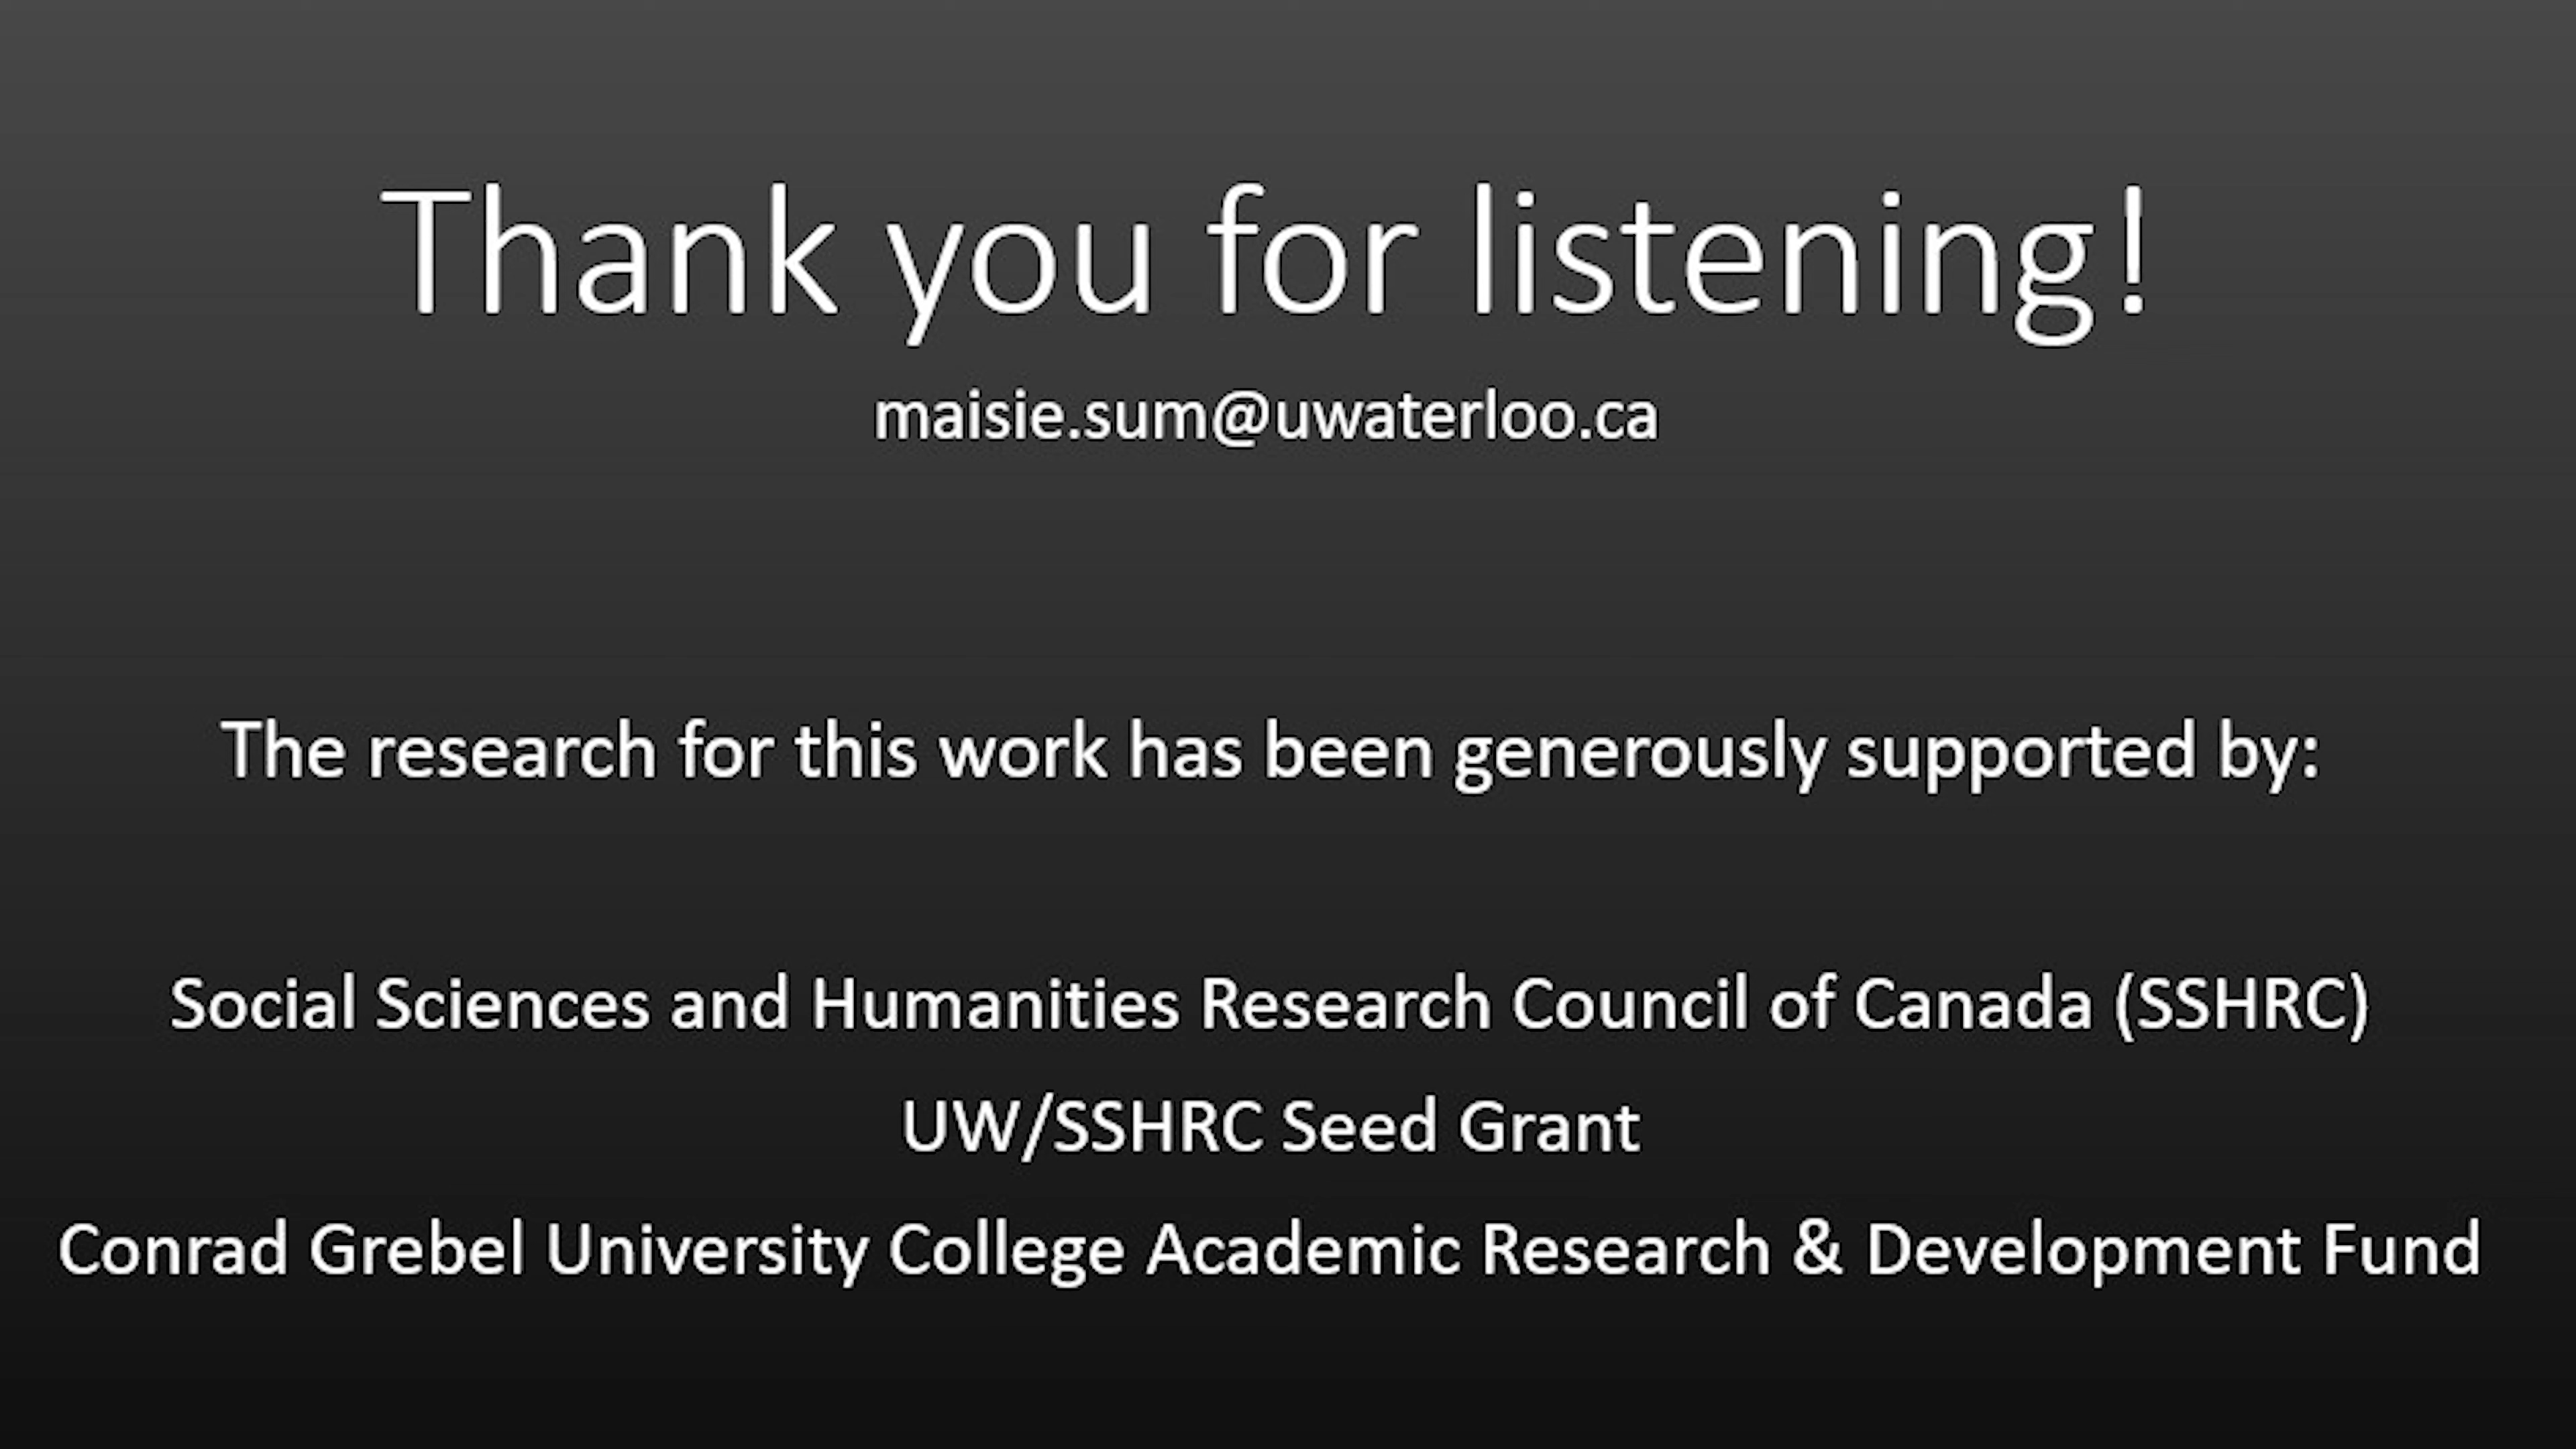 Thank you for listening!
maisie.sum@uwaterloo.ca
The research for this work has been generously supported by:
Social Sciences and Humanities Research Council of Canada (SSHRC)
UW/SSHRC Seed Grant
Conrad Grebel University College Academic Research & Development Fund